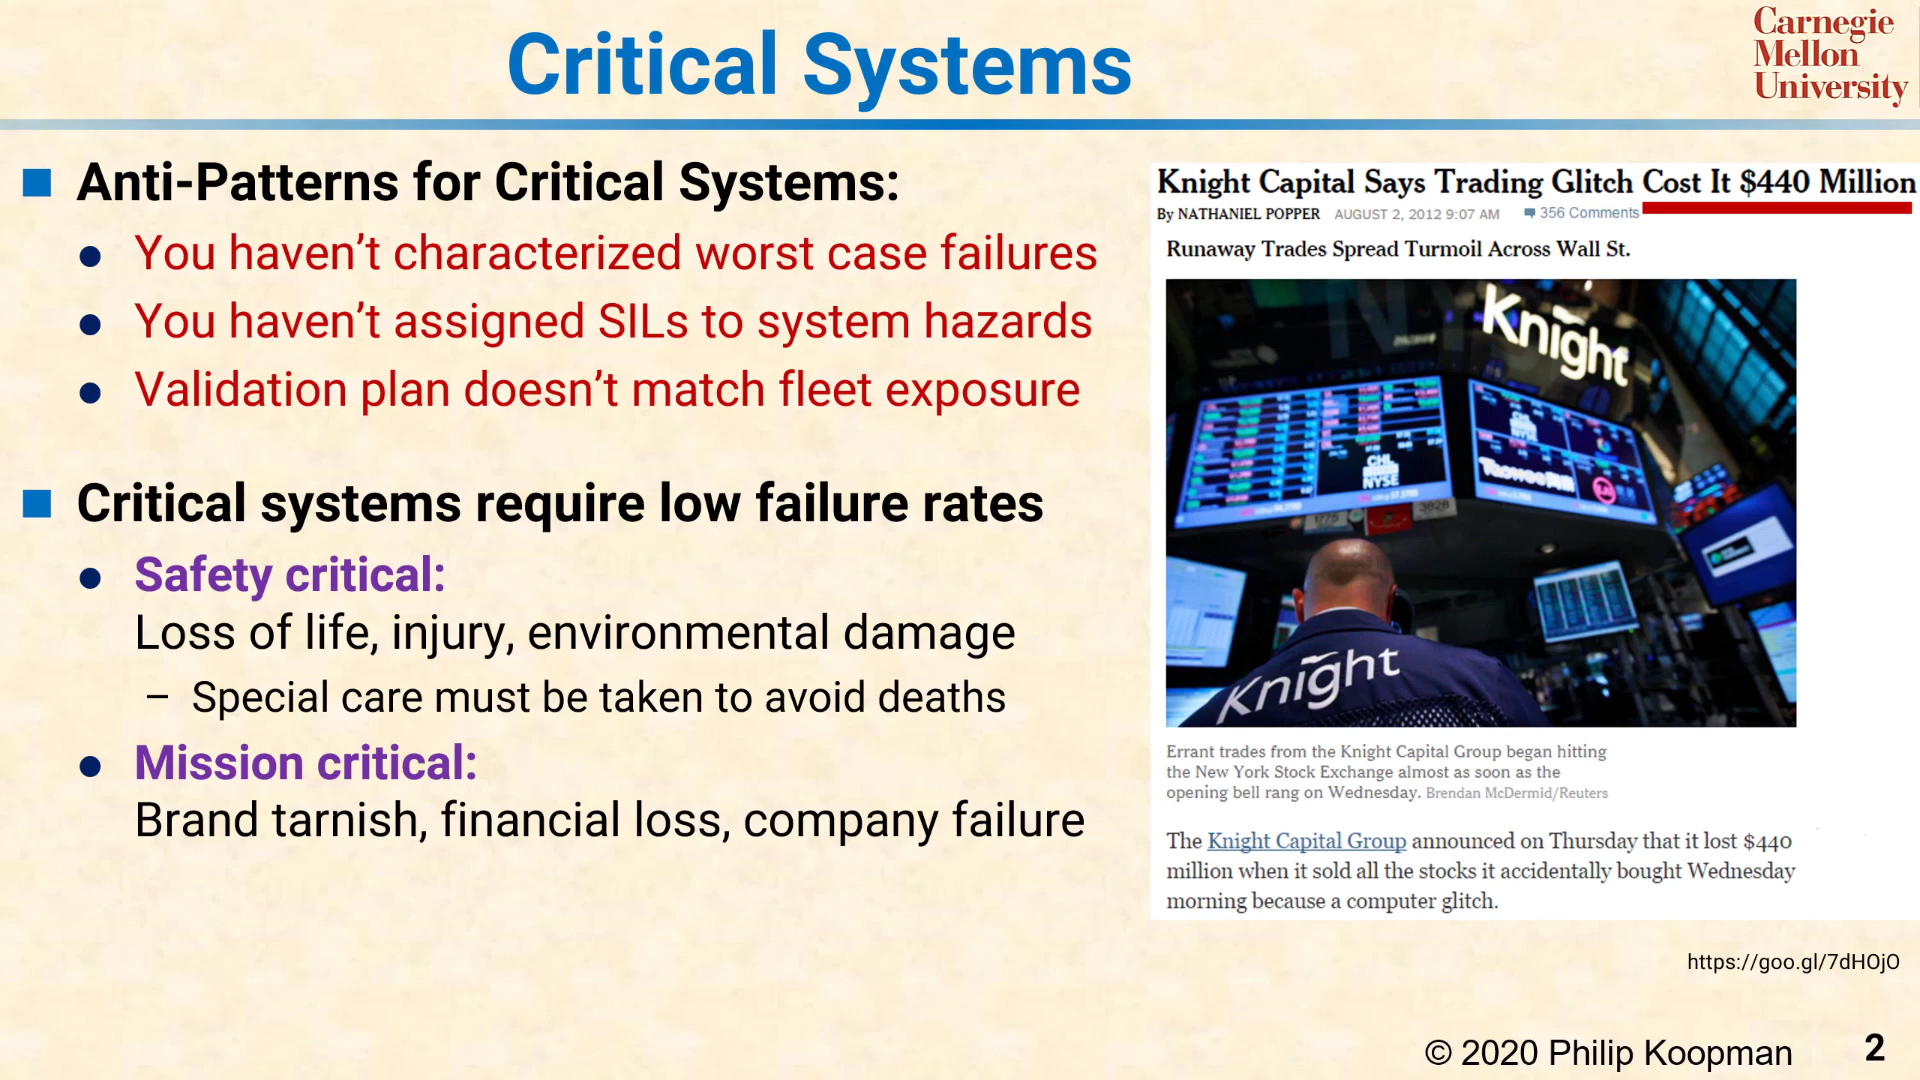 Critical Systems
Carnegie
Mellon
University
Anti-Patterns for Critical Systems:
You haven't characterized worst case failures
You haven't assigned SILs to system hazards
Validation plan doesn't match fleet exposure
Critical systems require low failure rates
Safety critical:
Loss of life, injury, environmental damage
– Special care must be taken to avoid deaths
Mission critical:
Brand tarnish, financial loss, company failure
Knight Capital Says Trading Glitch Cost It $440 Million
By NATHANIEL POPPER AUGUST 2, 2012 9:07 AM 356 Comments
Runaway Trades Spread Turmoil Across Wall St.
Knight
CHL
NYSE
Knight
Errant trades from the Knight Capital Group began hitting
the New York Stock Exchange almost as soon as the
opening bell rang on Wednesday. Brendan McDermid/Reuters
The Knight Capital Group announced on Thursday that it lost $440
million when it sold all the stocks it accidentally bought Wednesday
morning because a computer glitch.
https://goo.gl/7dHOjO
© 2020 Philip Koopman 2